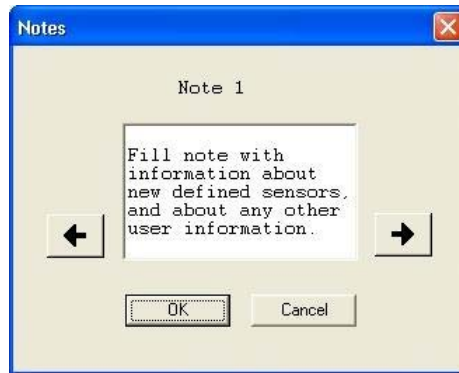 Notes
Note 1
Fill note with
information about
new defined sensors,
and about any other
user information.
OK
Cancel